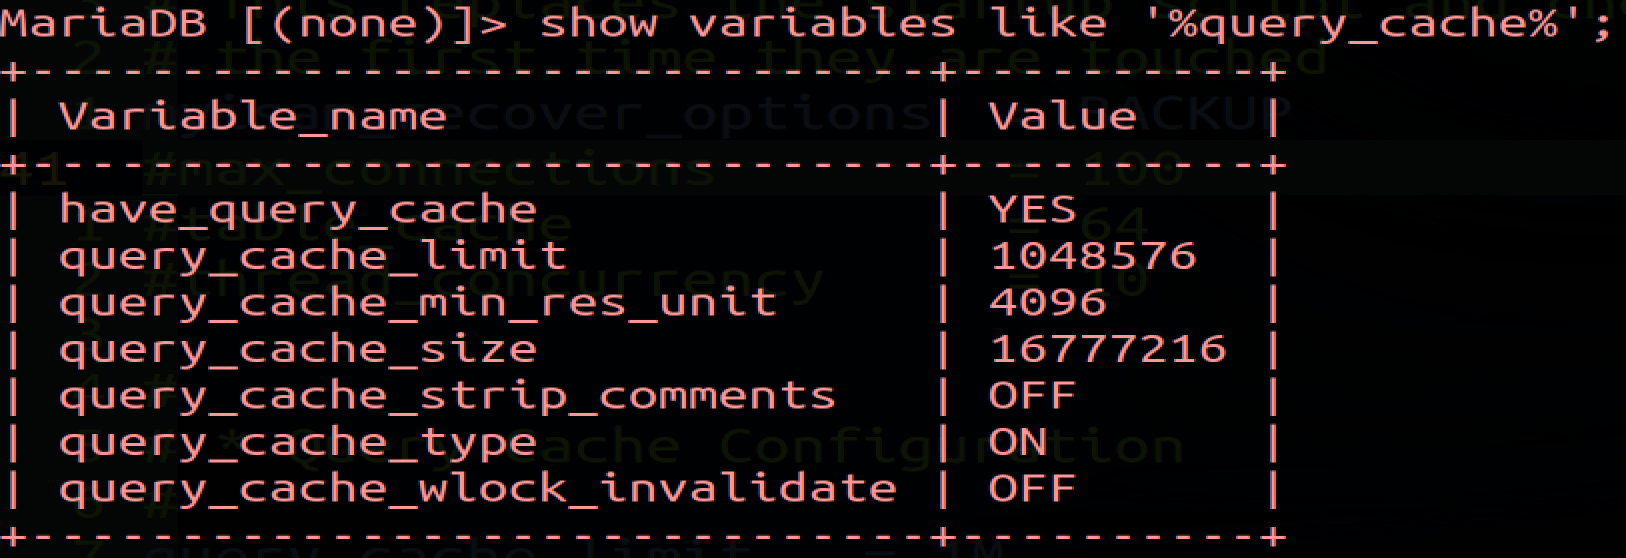 MariaDB [(none)]> show variables like '%query_cache%';
+------------------------------+-----------+
| Variable_name                | Value     |
+------------------------------+-----------+
| have_query_cache             | YES       |
| query_cache_limit            | 1048576   |
| query_cache_min_res_unit     | 4096      |
| query_cache_size             | 16777216  |
| query_cache_strip_comments   | OFF       |
| query_cache_type             | ON        |
| query_cache_wlock_invalidate | OFF       |
+------------------------------+-----------+